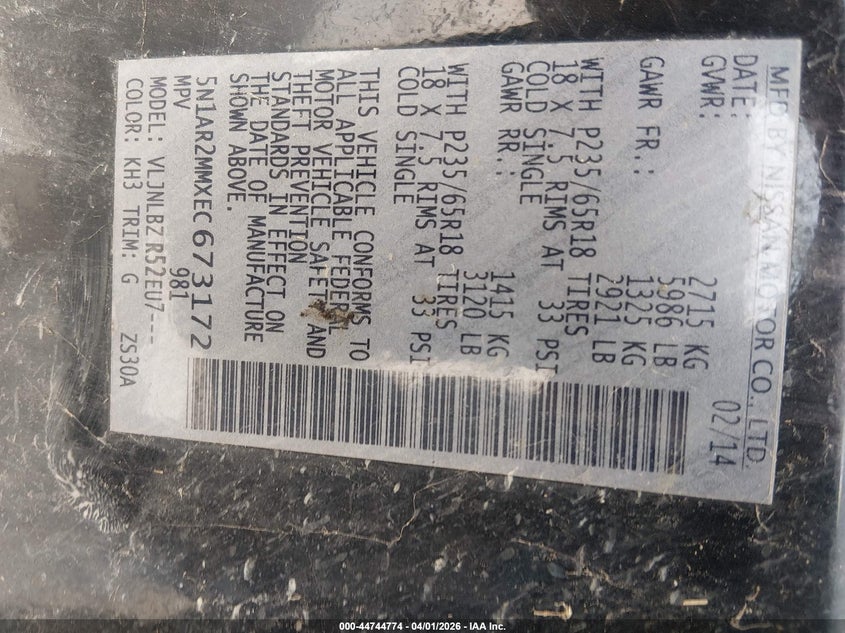 MFD BY NISSAN MOTOR CO., LTD.
DATE: 02/14
GVWR: 2715 KG
5986 LB
GAWR FR.: 1325 KG
2921 LB
WITH P235/65R18 TIRES
18 X 7.5 RIMS AT 33 PSI
COLD SINGLE
GAWR RR.: 1415 KG
3120 LB
WITH P235/65R18 TIRES
18 X 7.5 RIMS AT 33 PSI
COLD SINGLE
THIS VEHICLE CONFORMS TO
ALL APPLICABLE FEDERAL
MOTOR VEHICLE SAFETY AND
THEFT PREVENTION
STANDARDS IN EFFECT ON
THE DATE OF MANUFACTURE
SHOWN ABOVE.
5N1AR2MMXEC673172
MPV 981
MODEL: VLJNLBZ R52EU7---
COLOR: KH3 TRIM: G ZS30A
000-44744774 - 04/01/2026 - IAA Inc.